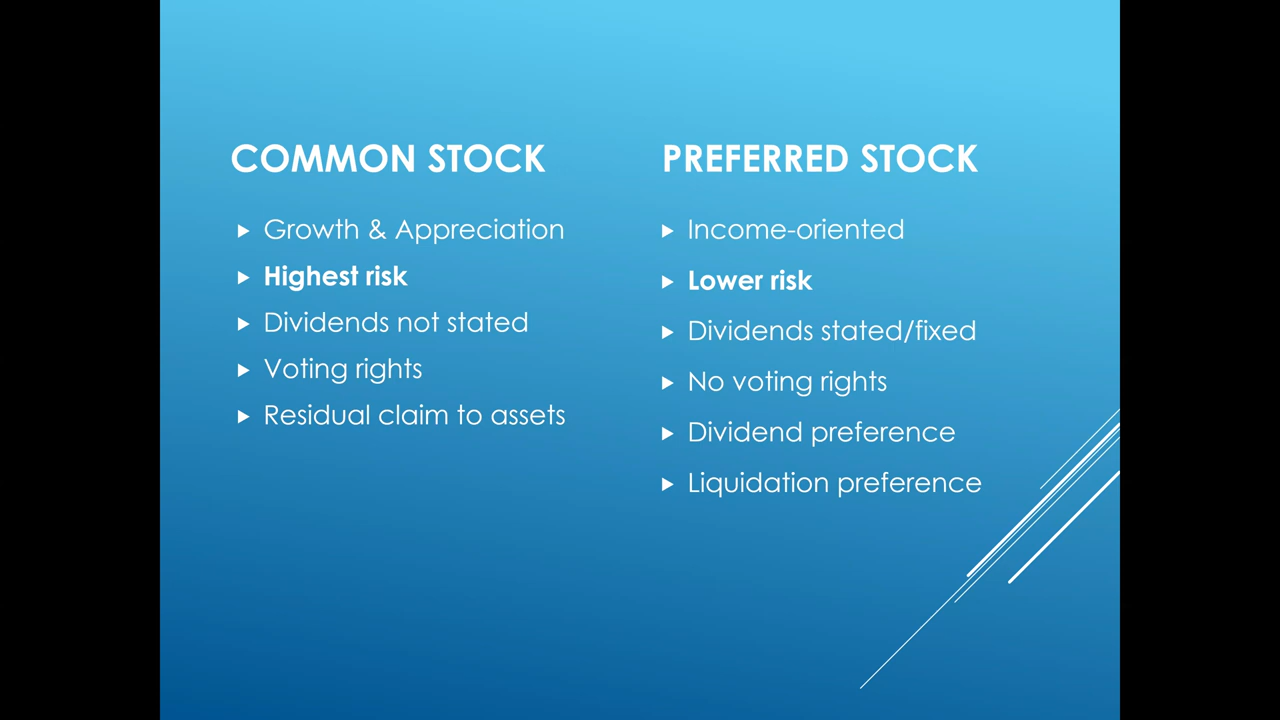 COMMON STOCK
Growth & Appreciation
Highest risk
Dividends not stated
Voting rights
Residual claim to assets
PREFERRED STOCK
Income-oriented
Lower risk
Dividends stated/fixed
No voting rights
Dividend preference
Liquidation preference